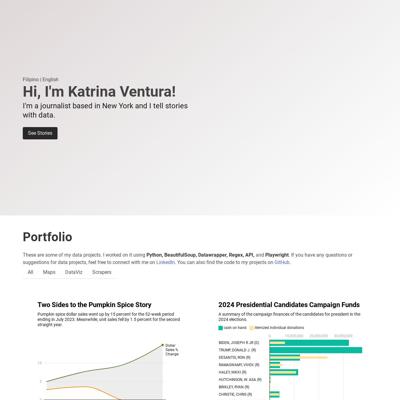 Filipino | English
Hi, I'm Katrina Ventura!
I'm a journalist based in New York and I tell stories
with data.
See Stories
Portfolio
These are some of my data projects. I worked on it using Python, BeautifulSoup, Datawrapper, Regex, API, and Playwright. If you have any questions or
suggestions for data projects, feel free to connect with me on LinkedIn. You can also find the code to my projects on GitHub.
All Maps DataViz Scrapers
Two Sides to the Pumpkin Spice Story
Pumpkin spice dollar sales went up by 15 percent for the 52-week period
ending in July 2023. Meanwhile, unit sales fell by 1.5 percent for the second
straight year.
Dollar
Sales %
Change
2024 Presidential Candidates Campaign Funds
A summary of the campaign finances of the candidates for president in the
2024 elections.
cash on hand itemized individual donations
BIDEN, JOSEPH R JR (D)
TRUMP, DONALD J. (R)
DESANTIS, RON (R)
RAMASWAMY, VIVEK (R)
HALEY, NIKKI (R)
HUTCHINSON, W. ASA (R)
BINKLEY, RYAN (R)
CHRISTIE, CHRIS (R)